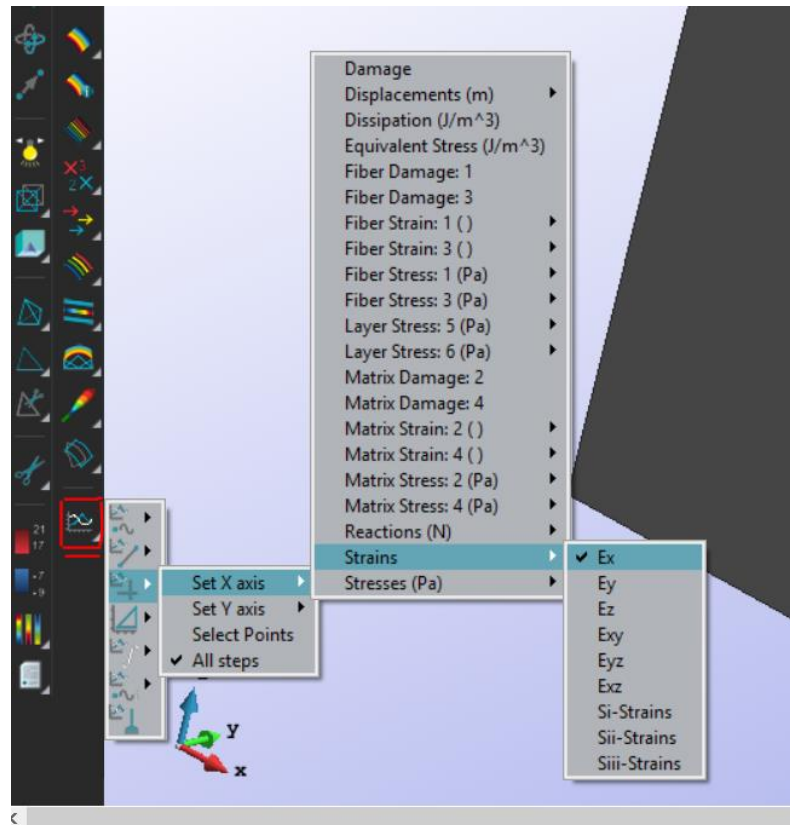 Damage
Displacements (m)
Dissipation (J/m^3)
Equivalent Stress (J/m^3)
Fiber Damage: 1
Fiber Damage: 3
Fiber Strain: 1 ( )
Fiber Strain: 3 ( )
Fiber Stress: 1 (Pa)
Fiber Stress: 3 (Pa)
Layer Stress: 5 (Pa)
Layer Stress: 6 (Pa)
Matrix Damage: 2
Matrix Damage: 4
Matrix Strain: 2 ( )
Matrix Strain: 4 ( )
Matrix Stress: 2 (Pa)
Matrix Stress: 4 (Pa)
Reactions (N)
Strains
Stresses (Pa)
Set X axis
Set Y axis
Select Points
All steps
Ex
Ey
Ez
Exy
Eyz
Exz
Si-Strains
Sii-Strains
Siii-Strains
21
17
-7
-9
x3
zx
y
x